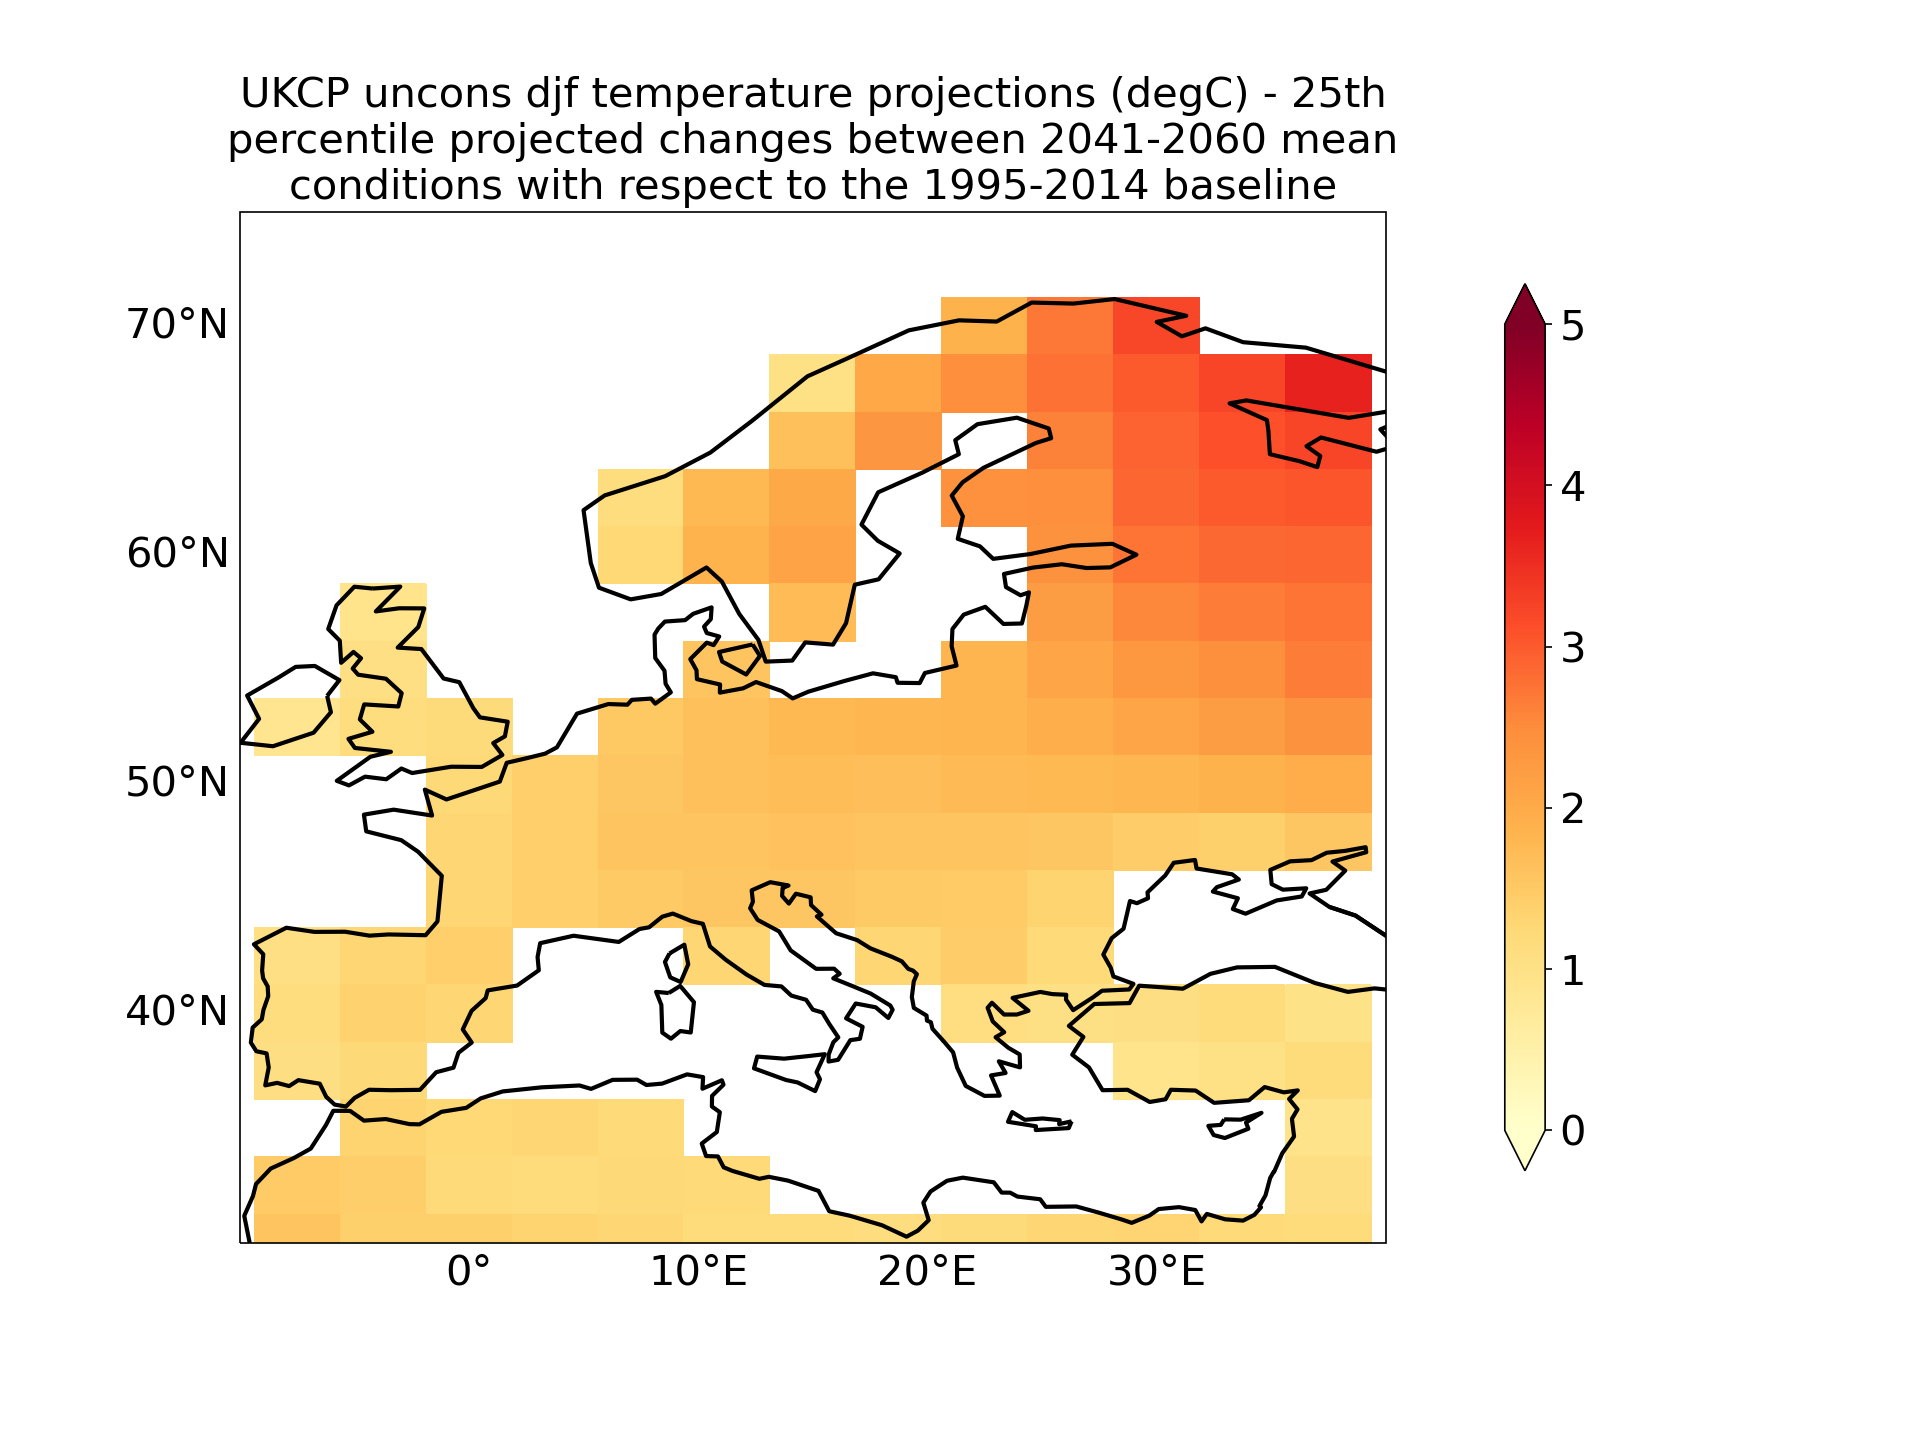 UKCP uncons djf temperature projections (degC) - 25th
percentile projected changes between 2041-2060 mean
conditions with respect to the 1995-2014 baseline
70°N
60°N
50°N
40°N
0°
10°E
20°E
30°E
5
4
3
2
1
0